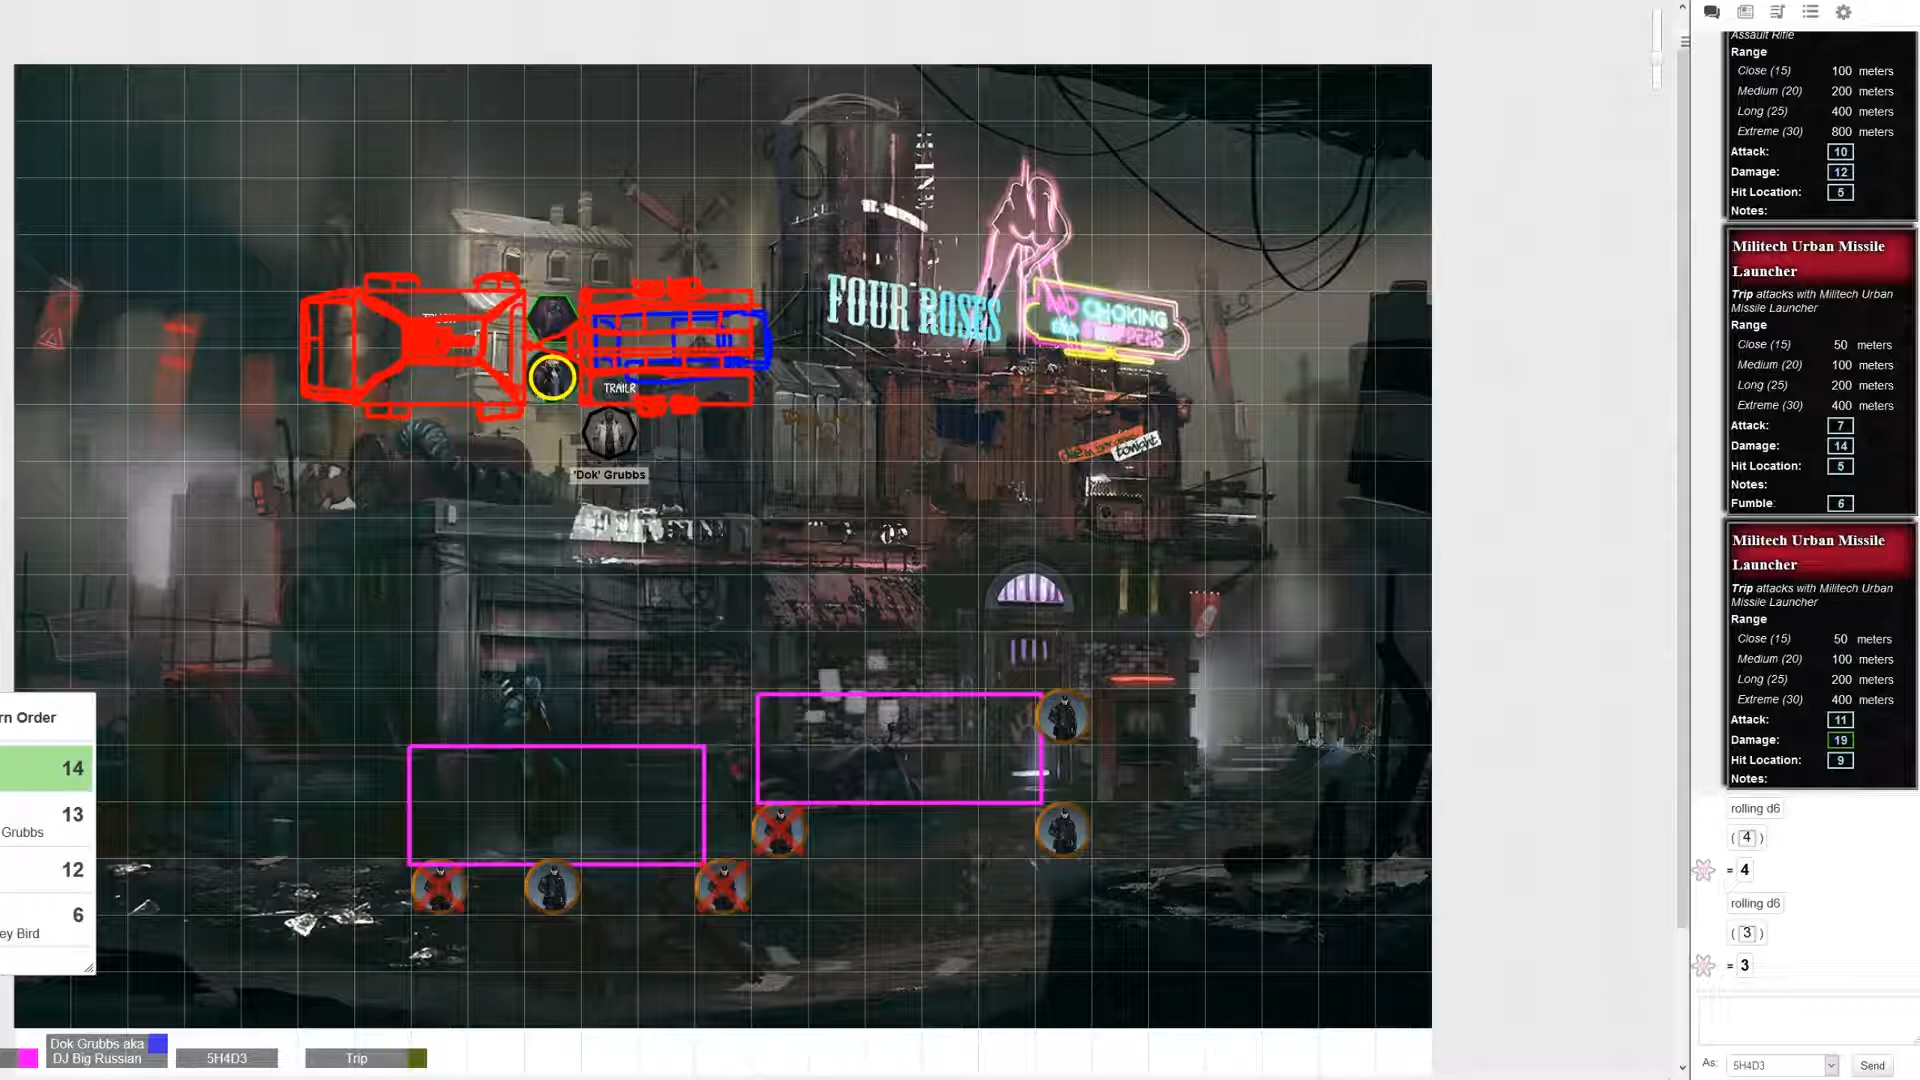 Assault Rifle
Range
Close (15) 100 meters
Medium (20) 200 meters
Long (25) 400 meters
Extreme (30) 800 meters
Attack: 10
Damage: 12
Hit Location: 5
Notes:
Militech Urban Missile
Launcher
Trip attacks with Militech Urban
Missile Launcher
Range
Close (15) 50 meters
Medium (20) 100 meters
Long (25) 200 meters
Extreme (30) 400 meters
Attack: 7
Damage: 14
Hit Location: 5
Notes:
Fumble: 6
Militech Urban Missile
Launcher
Trip attacks with Militech Urban
Missile Launcher
Range
Close (15) 50 meters
Medium (20) 100 meters
Long (25) 200 meters
Extreme (30) 400 meters
Attack: 11
Damage: 19
Hit Location: 9
Notes:
rolling d6
( 4 )
= 4
rolling d6
( 3 )
= 3
As: 5H4D3 Send
FOUR ROSES
NO CHOKING
TRAILR
'Dok' Grubbs
tonight
rn Order
14
13
Grubbs
12
6
ey Bird
Dok Grubbs aka
DJ Big Russian
5H4D3
Trip